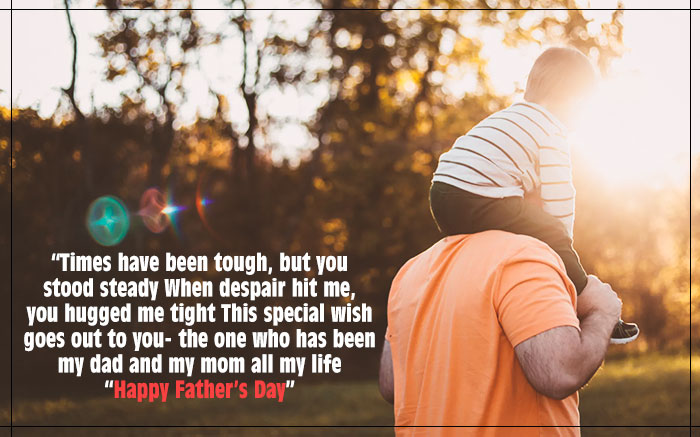 “Times have been tough, but you
stood steady When despair hit me,
you hugged me tight This special wish
goes out to you- the one who has been
my dad and my mom all my life
“Happy Father’s Day”